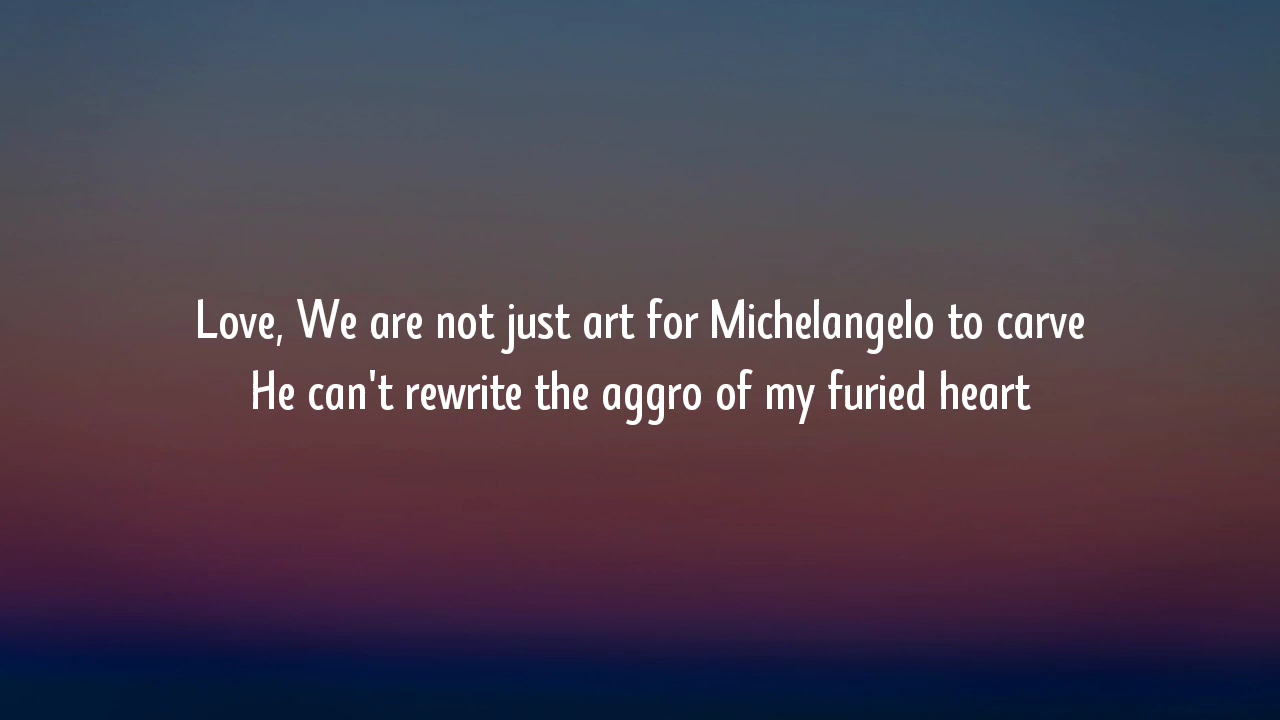 Love, We are not just art for Michelangelo to carve
He can't rewrite the aggro of my furied heart